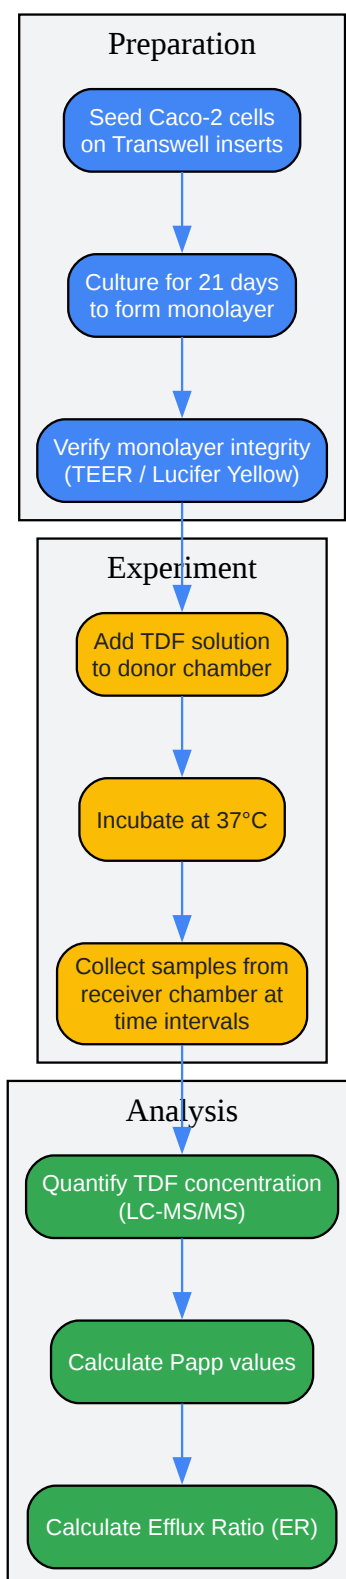 Preparation
Seed Caco-2 cells
on Transwell inserts
Culture for 21 days
to form monolayer
Verify monolayer integrity
(TEER / Lucifer Yellow)
Experiment
Add TDF solution
to donor chamber
Incubate at 37°C
Collect samples from
receiver chamber at
time intervals
Analysis
Quantify TDF concentration
(LC-MS/MS)
Calculate Papp values
Calculate Efflux Ratio (ER)